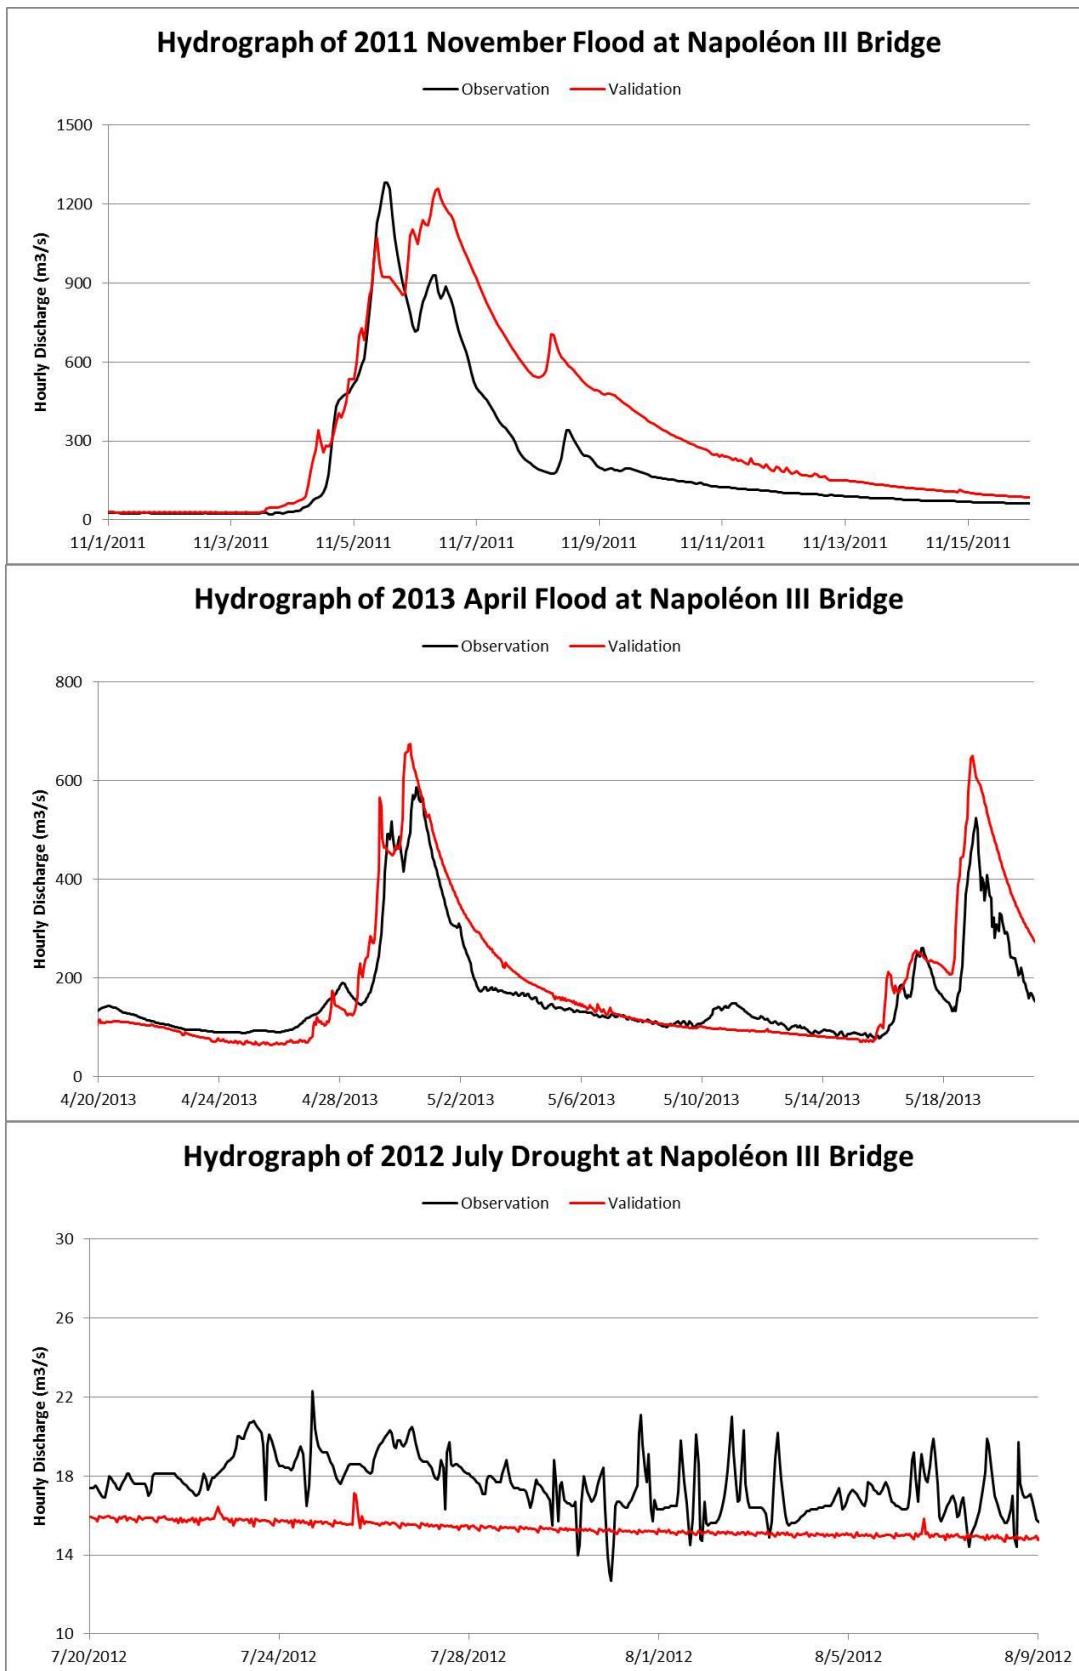 Hydrograph of 2011 November Flood at Napoléon III Bridge
Observation Validation
Hourly Discharge (m3/s)
1500
1200
900
600
300
0
11/1/2011 11/3/2011 11/5/2011 11/7/2011 11/9/2011 11/11/2011 11/13/2011 11/15/2011
Hydrograph of 2013 April Flood at Napoléon III Bridge
Observation Validation
Hourly Discharge (m3/s)
800
600
400
200
0
4/20/2013 4/24/2013 4/28/2013 5/2/2013 5/6/2013 5/10/2013 5/14/2013 5/18/2013
Hydrograph of 2012 July Drought at Napoléon III Bridge
Observation Validation
Hourly Discharge (m3/s)
30
26
22
18
14
10
7/20/2012 7/24/2012 7/28/2012 8/1/2012 8/5/2012 8/9/2012